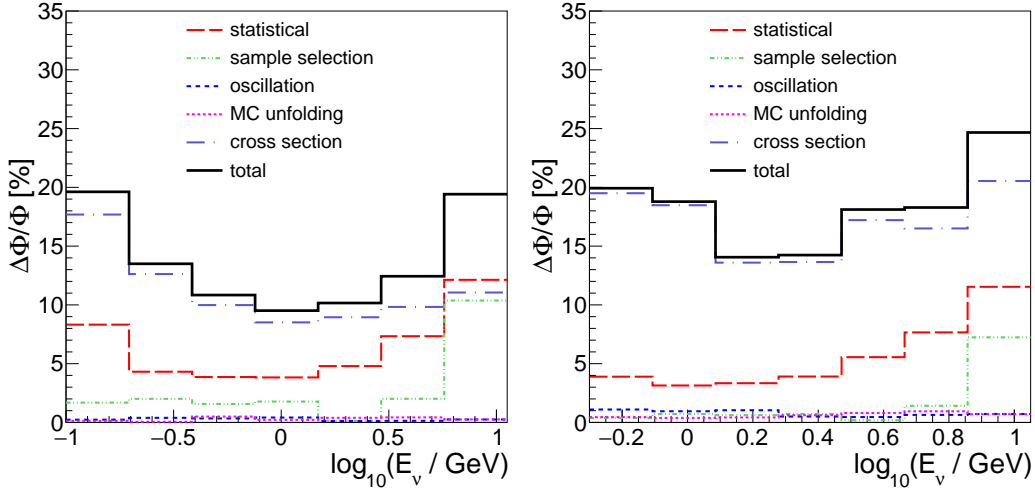 35
30
25
20
15
10
5
0
ΔΦ/Φ [%]
statistical
sample selection
oscillation
MC unfolding
cross section
total
−1 −0.5 0 0.5 1
log10(Eν / GeV)
35
30
25
20
15
10
5
0
ΔΦ/Φ [%]
statistical
sample selection
oscillation
MC unfolding
cross section
total
−0.2 0 0.2 0.4 0.6 0.8 1
log10(Eν / GeV)